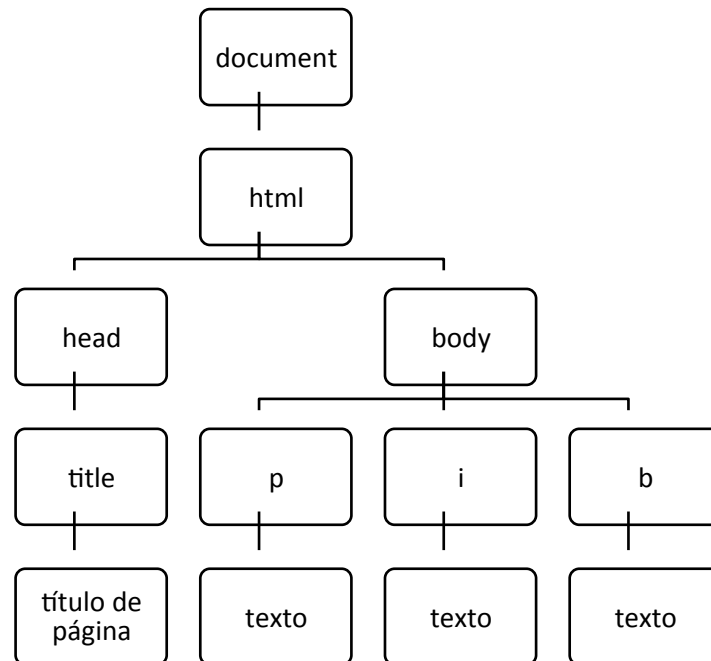 document
html
head
body
title
p
i
b
título de
página
texto
texto
texto